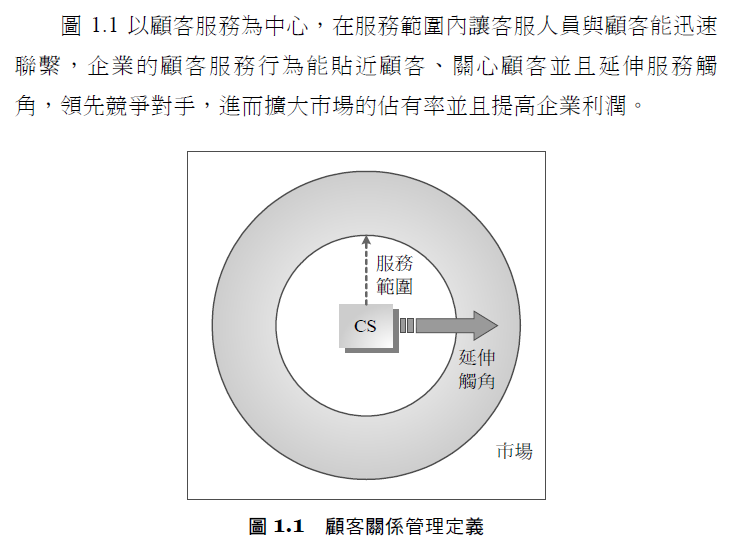 圖 1.1 以顧客服務為中心，在服務範圍內讓客服人員與顧客能迅速
聯繫，企業的顧客服務行為能貼近顧客、關心顧客並且延伸服務觸
角，領先競爭對手，進而擴大市場的佔有率並且提高企業利潤。
服務
範圍
CS
延伸
觸角
市場
圖 1.1 顧客關係管理定義